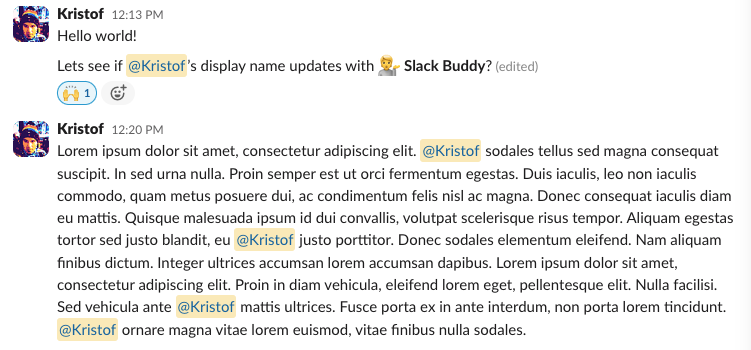 Kristof 12:13 PM
Hello world!
Lets see if @Kristof's display name updates with Slack Buddy? (edited)
1
Kristof 12:20 PM
Lorem ipsum dolor sit amet, consectetur adipiscing elit. @Kristof sodales tellus sed magna consequat
suscipit. In sed urna nulla. Proin semper est ut orci fermentum egestas. Duis iaculis, leo non iaculis
commodo, quam metus posuere dui, ac condimentum felis nisl ac magna. Donec consequat iaculis diam
eu mattis. Quisque malesuada ipsum id dui convallis, volutpat scelerisque risus tempor. Aliquam egestas
tortor sed justo blandit, eu @Kristof justo porttitor. Donec sodales elementum eleifend. Nam aliquam
finibus dictum. Integer ultrices accumsan lorem accumsan dapibus. Lorem ipsum dolor sit amet,
consectetur adipiscing elit. Proin in diam vehicula, eleifend lorem eget, pellentesque elit. Nulla facilisi.
Sed vehicula ante @Kristof mattis ultrices. Fusce porta ex in ante interdum, non porta lorem tincidunt.
@Kristof ornare magna vitae lorem euismod, vitae finibus nulla sodales.